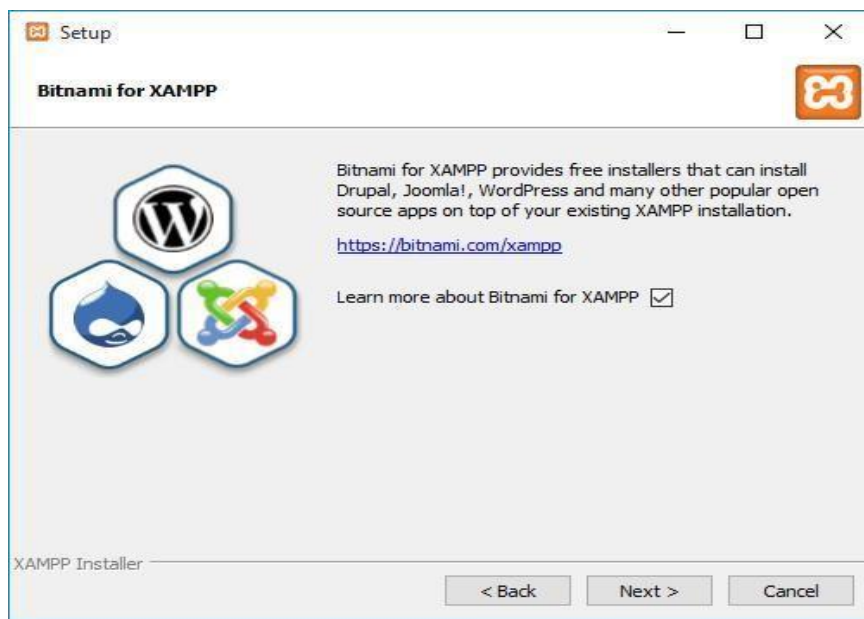 Setup
Bitnami for XAMPP
Bitnami for XAMPP provides free installers that can install
Drupal, Joomla!, WordPress and many other popular open
source apps on top of your existing XAMPP installation.
https://bitnami.com/xampp
Learn more about Bitnami for XAMPP
XAMPP Installer
< Back Next > Cancel